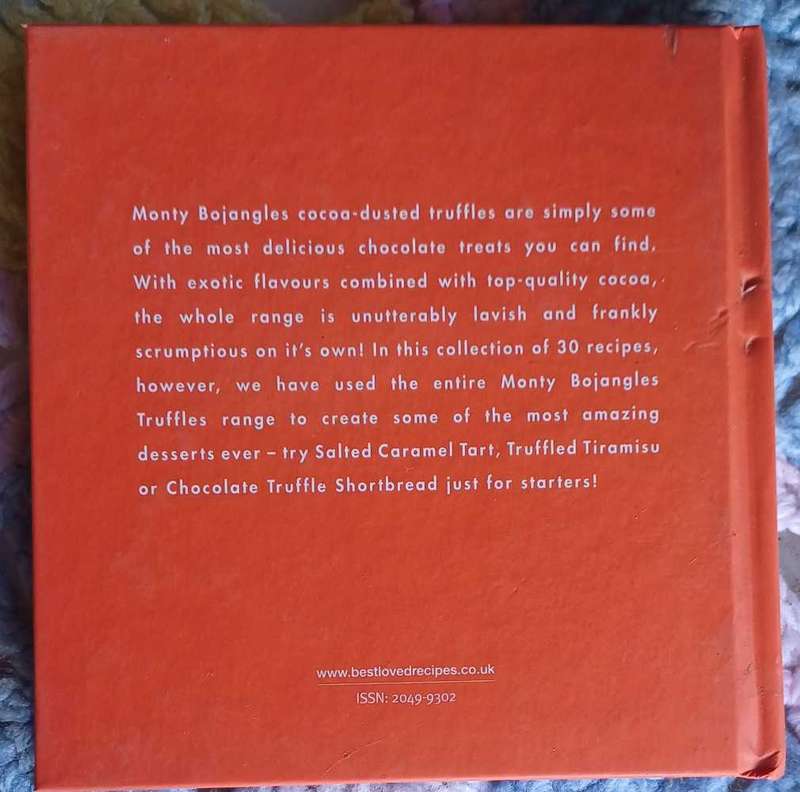 Monty Bojangles cocoa-dusted truffles are simply some
of the most delicious chocolate treats you can find.
With exotic flavours combined with top-quality cocoa,
the whole range is unutterably lavish and frankly
scrumptious on it's own! In this collection of 30 recipes,
however, we have used the entire Monty Bojangles
Truffles range to create some of the most amazing
desserts ever – try Salted Caramel Tart, Truffled Tiramisu
or Chocolate Truffle Shortbread just for starters!
www.bestlovedrecipes.co.uk
ISSN: 2049-9302